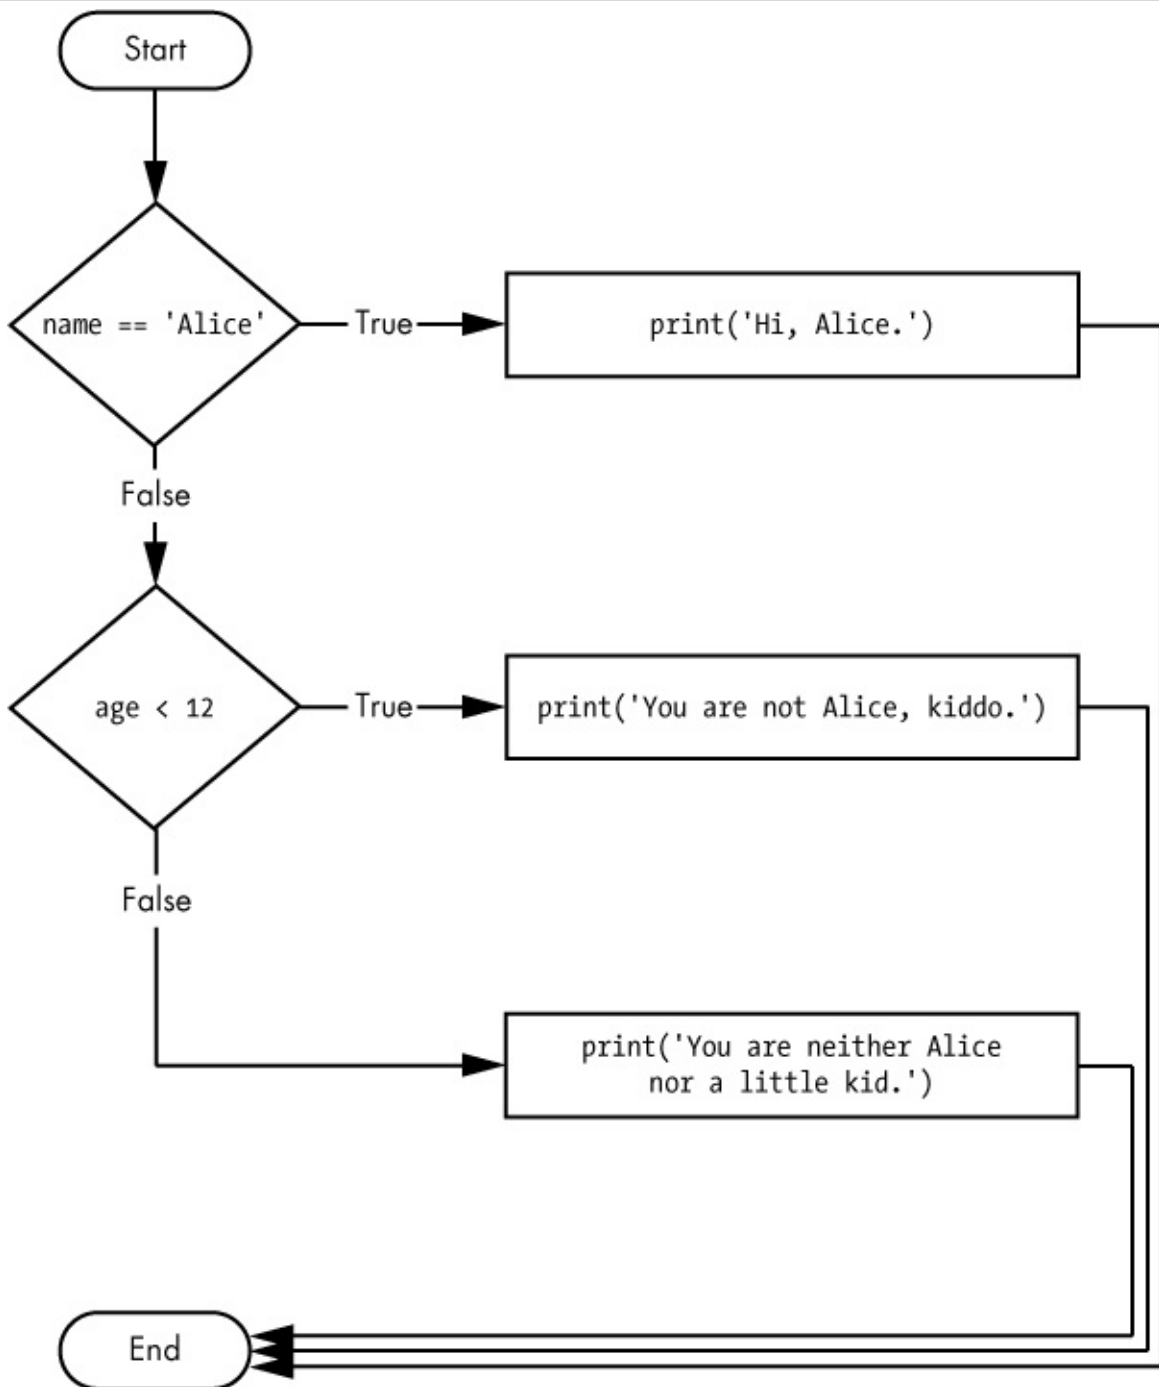 Start
name == 'Alice'
True
print('Hi, Alice.')
False
age < 12
True
print('You are not Alice, kiddo.')
False
print('You are neither Alice
nor a little kid.')
End